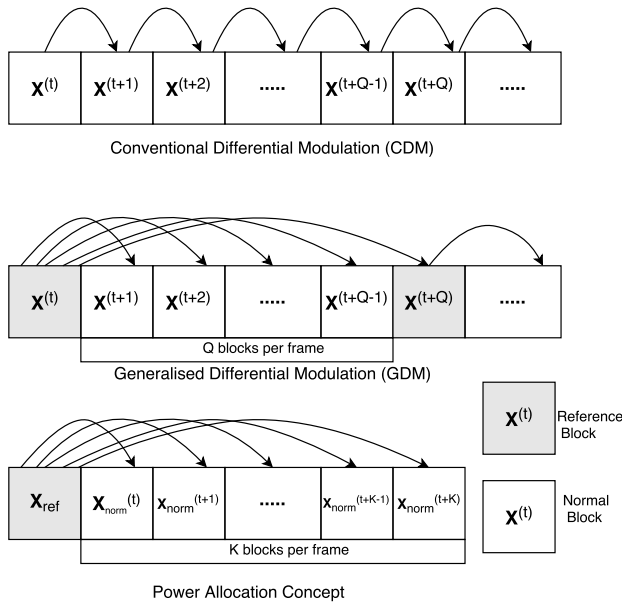 X(t) X(t+1) X(t+2) ..... X(t+Q-1) X(t+Q) .....
Conventional Differential Modulation (CDM)
X(t) X(t+1) X(t+2) ..... X(t+Q-1) X(t+Q) .....
Q blocks per frame
Generalised Differential Modulation (GDM)
X(t) Reference
Block
Xref Xnorm(t) Xnorm(t+1) ..... Xnorm(t+K-1) Xnorm(t+K)
X(t) Normal
Block
K blocks per frame
Power Allocation Concept